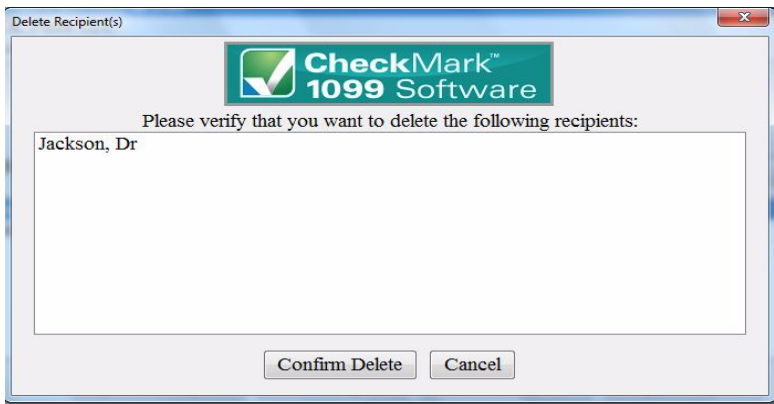 Delete Recipient(s)
CheckMark™
1099 Software
Please verify that you want to delete the following recipients:
Jackson, Dr
Confirm Delete Cancel